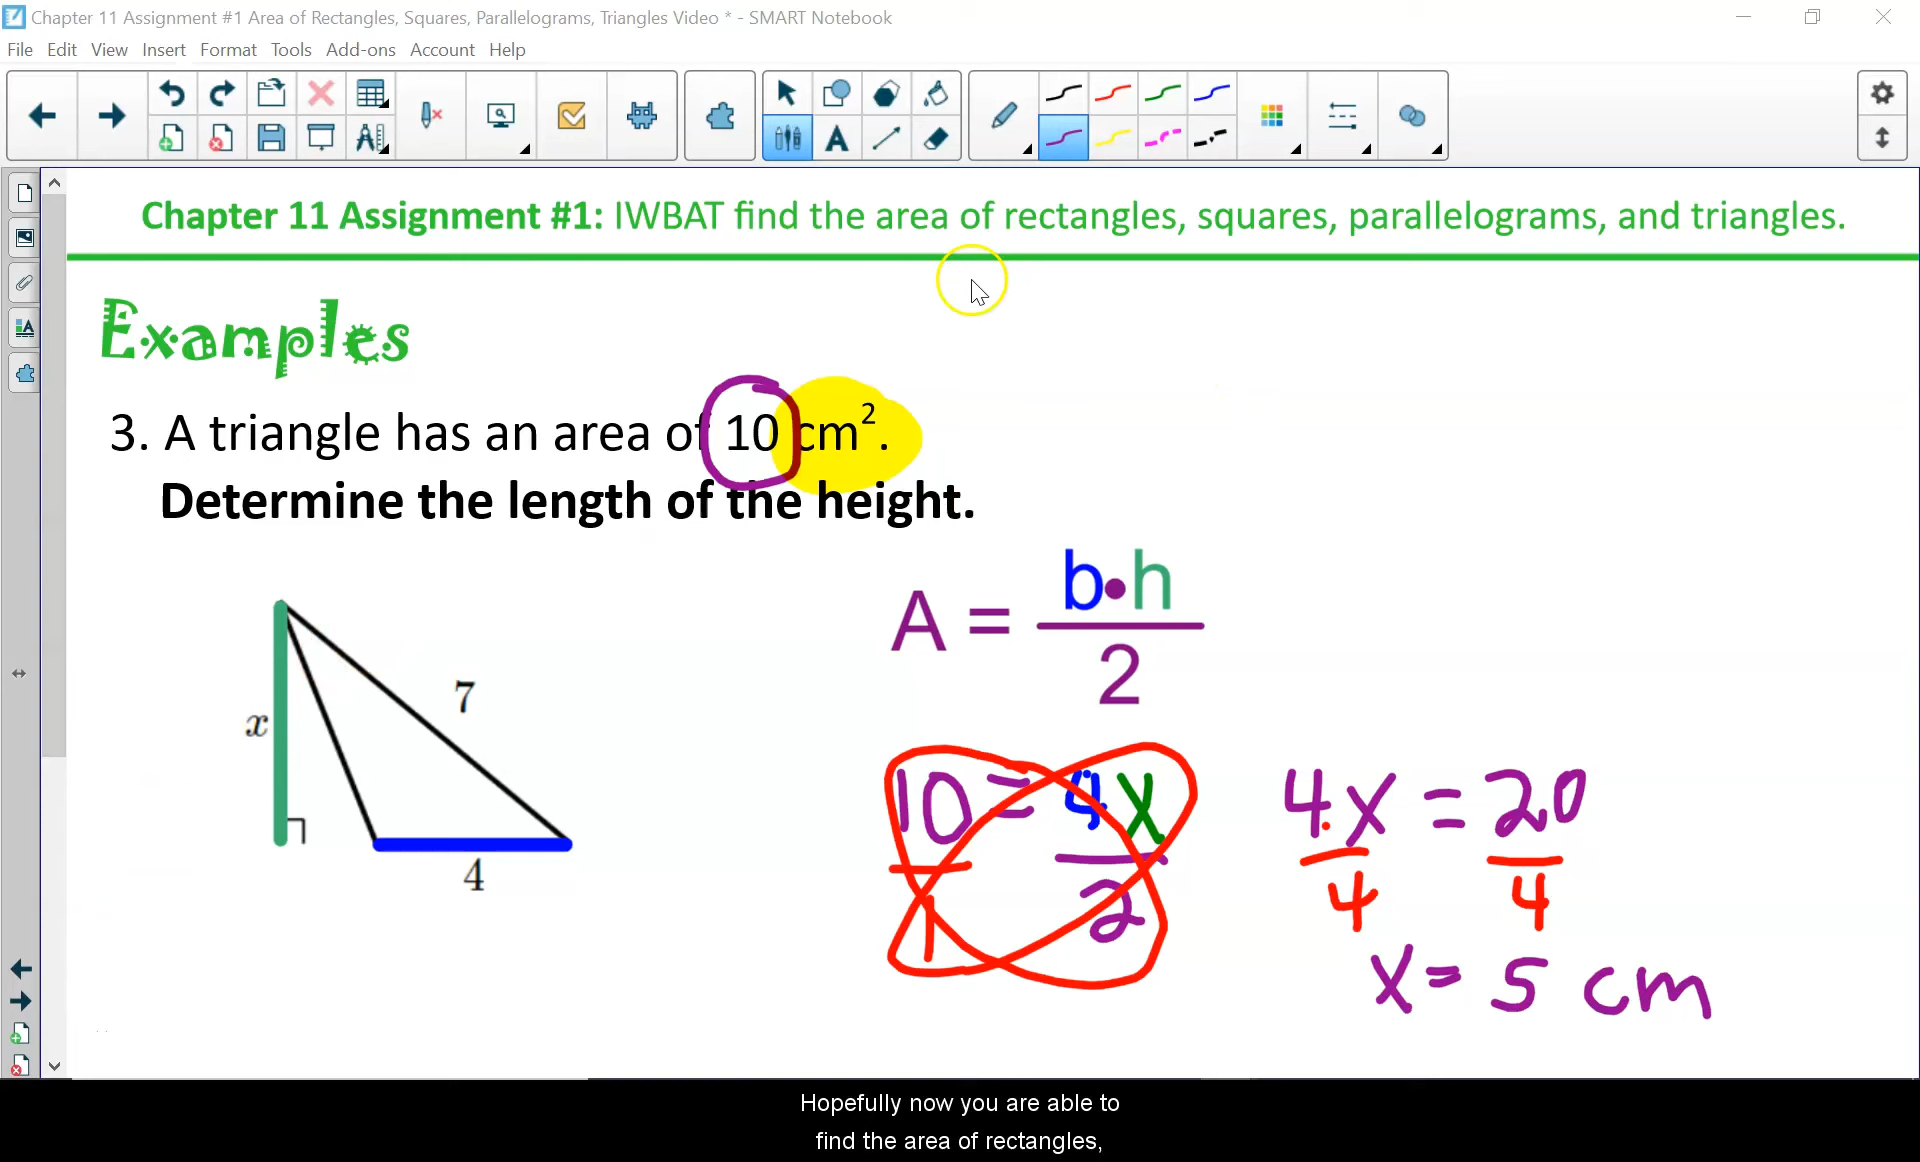 Chapter 11 Assignment #1 Area of Rectangles, Squares, Parallelograms, Triangles Video * - SMART Notebook
File Edit View Insert Format Tools Add-ons Account Help
Chapter 11 Assignment #1: IWBAT find the area of rectangles, squares, parallelograms, and triangles.
Examples
3. A triangle has an area of 10 cm².
Determine the length of the height.
A = b•h
2
7
x
4
10 = 4x
1 2
4·x = 20
4 4
x = 5 cm
Hopefully now you are able to
find the area of rectangles,